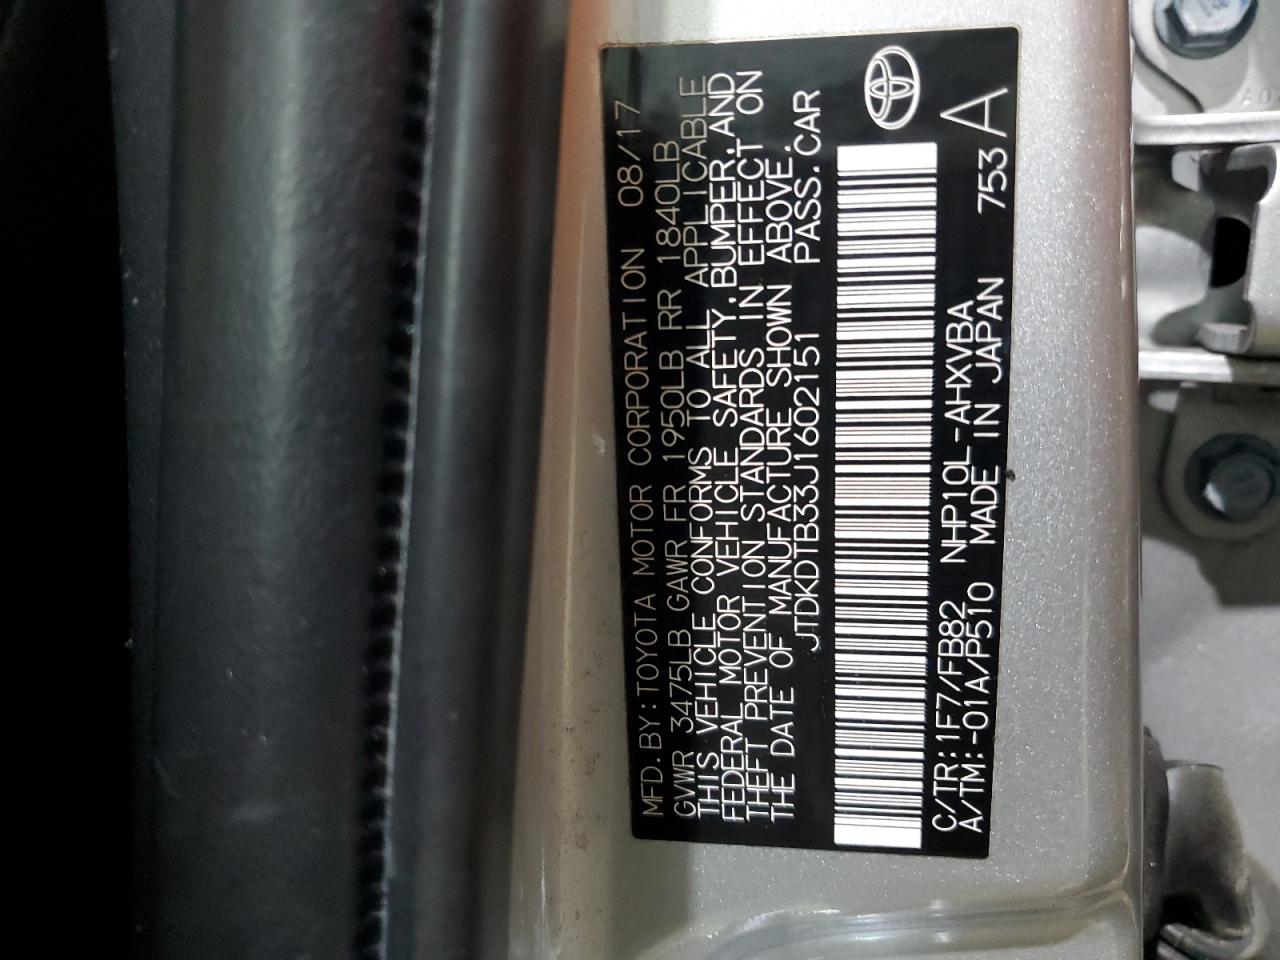 MFD. BY: TOYOTA MOTOR CORPORATION 08/17
GVWR 3475LB GAWR FR 1950LB RR 1840LB
THIS VEHICLE CONFORMS TO ALL APPLICABLE
FEDERAL MOTOR VEHICLE SAFETY, BUMPER, AND
THEFT PREVENTION STANDARDS IN EFFECT ON
THE DATE OF MANUFACTURE SHOWN ABOVE.
JTDKDTB33J1602151 PASS. CAR
C/TR: 1F7/FB82 NHP10L-AHXVBA 753 A
A/TM: -01A/P510 MADE IN JAPAN